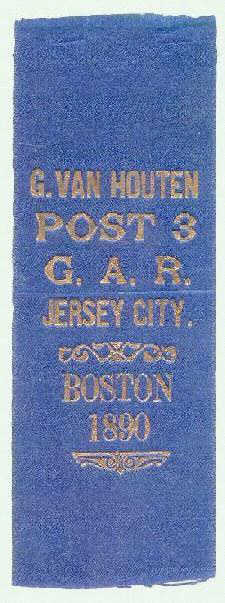 G. VAN HOUTEN
POST 3
G. A. R.
JERSEY CITY.
BOSTON
1890